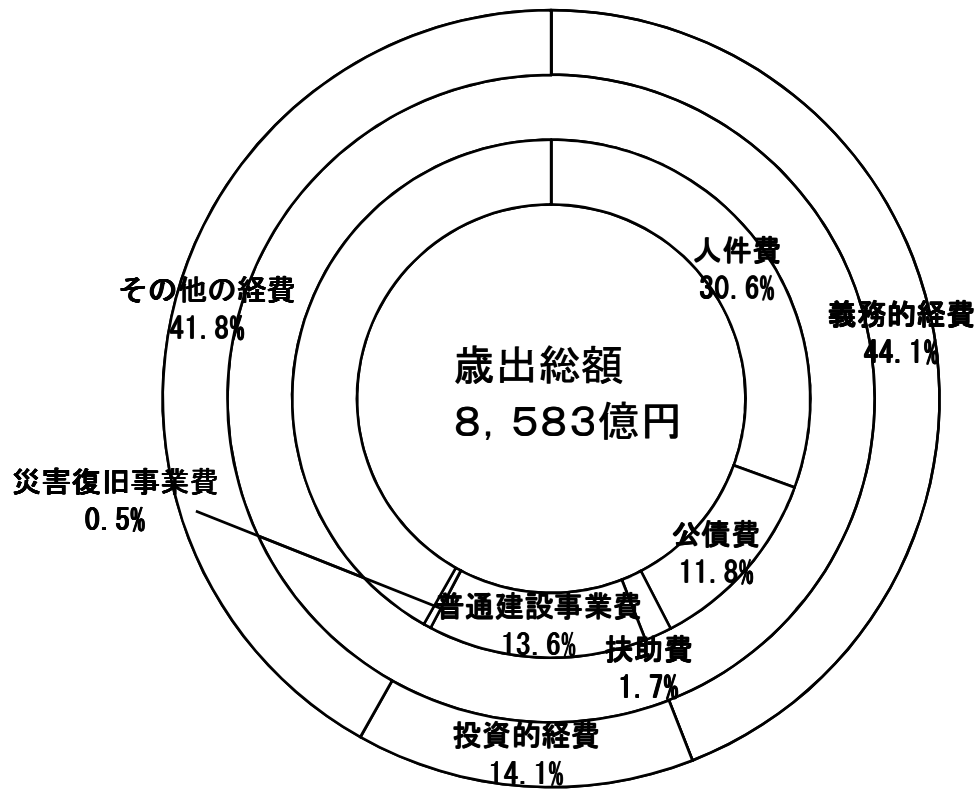 人件費
30.6%
義務的経費
44.1%
その他の経費
41.8%
歳出総額
８，５８３億円
災害復旧事業費
0.5%
公債費
11.8%
普通建設事業費
13.6%
扶助費
1.7%
投資的経費
14.1%